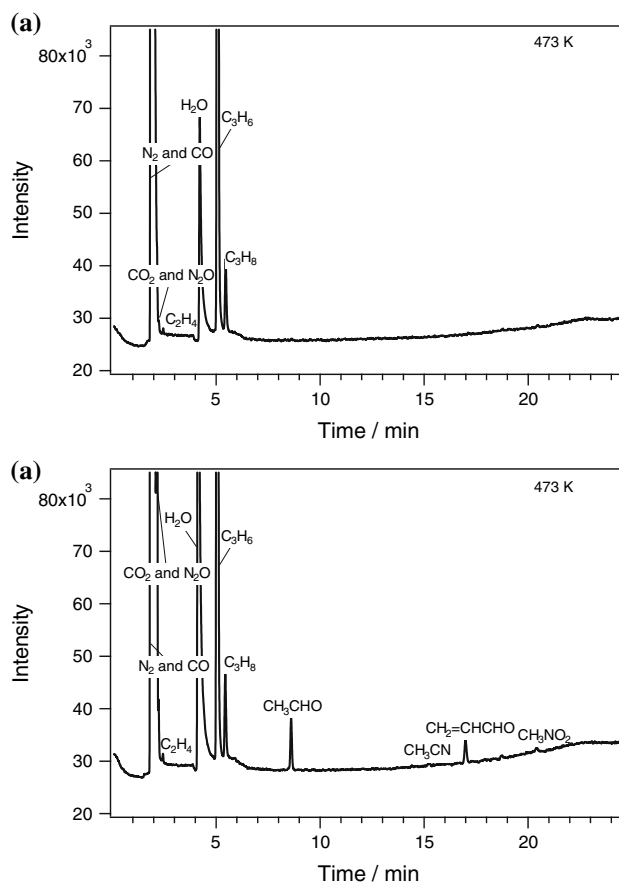 (a)
473 K
80x10³
70
60
50
40
30
20
Intensity
H₂O
C₃H₆
N₂ and CO
CO₂ and N₂O
C₃H₈
C₂H₄
5
10
15
20
Time / min
(a)
473 K
80x10³
70
60
50
40
30
20
Intensity
H₂O
C₃H₆
CO₂ and N₂O
N₂ and CO
C₃H₈
C₂H₄
CH₃CHO
CH₂=CHCHO
CH₃CN
CH₃NO₂
5
10
15
20
Time / min